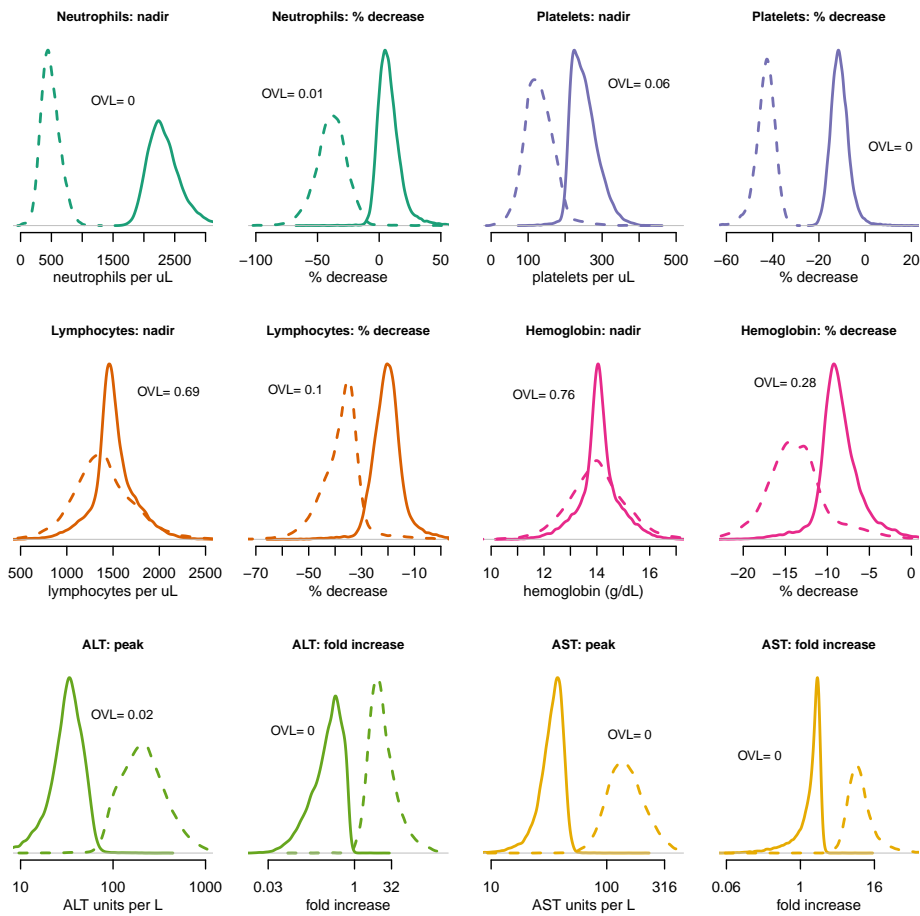 Neutrophils: nadir
OVL= 0
0 500 1500 2500
neutrophils per uL
Neutrophils: % decrease
OVL= 0.01
−100 −50 0 50
% decrease
Platelets: nadir
OVL= 0.06
0 100 300 500
platelets per uL
Platelets: % decrease
OVL= 0
−60 −40 −20 0 20
% decrease
Lymphocytes: nadir
OVL= 0.69
500 1000 1500 2000 2500
lymphocytes per uL
Lymphocytes: % decrease
OVL= 0.1
−70 −50 −30 −10
% decrease
Hemoglobin: nadir
OVL= 0.76
10 12 14 16
hemoglobin (g/dL)
Hemoglobin: % decrease
OVL= 0.28
−20 −15 −10 −5 0
% decrease
ALT: peak
OVL= 0.02
10 100 1000
ALT units per L
ALT: fold increase
OVL= 0
0.03 1 32
fold increase
AST: peak
OVL= 0
10 100 316
AST units per L
AST: fold increase
OVL= 0
0.06 1 16
fold increase